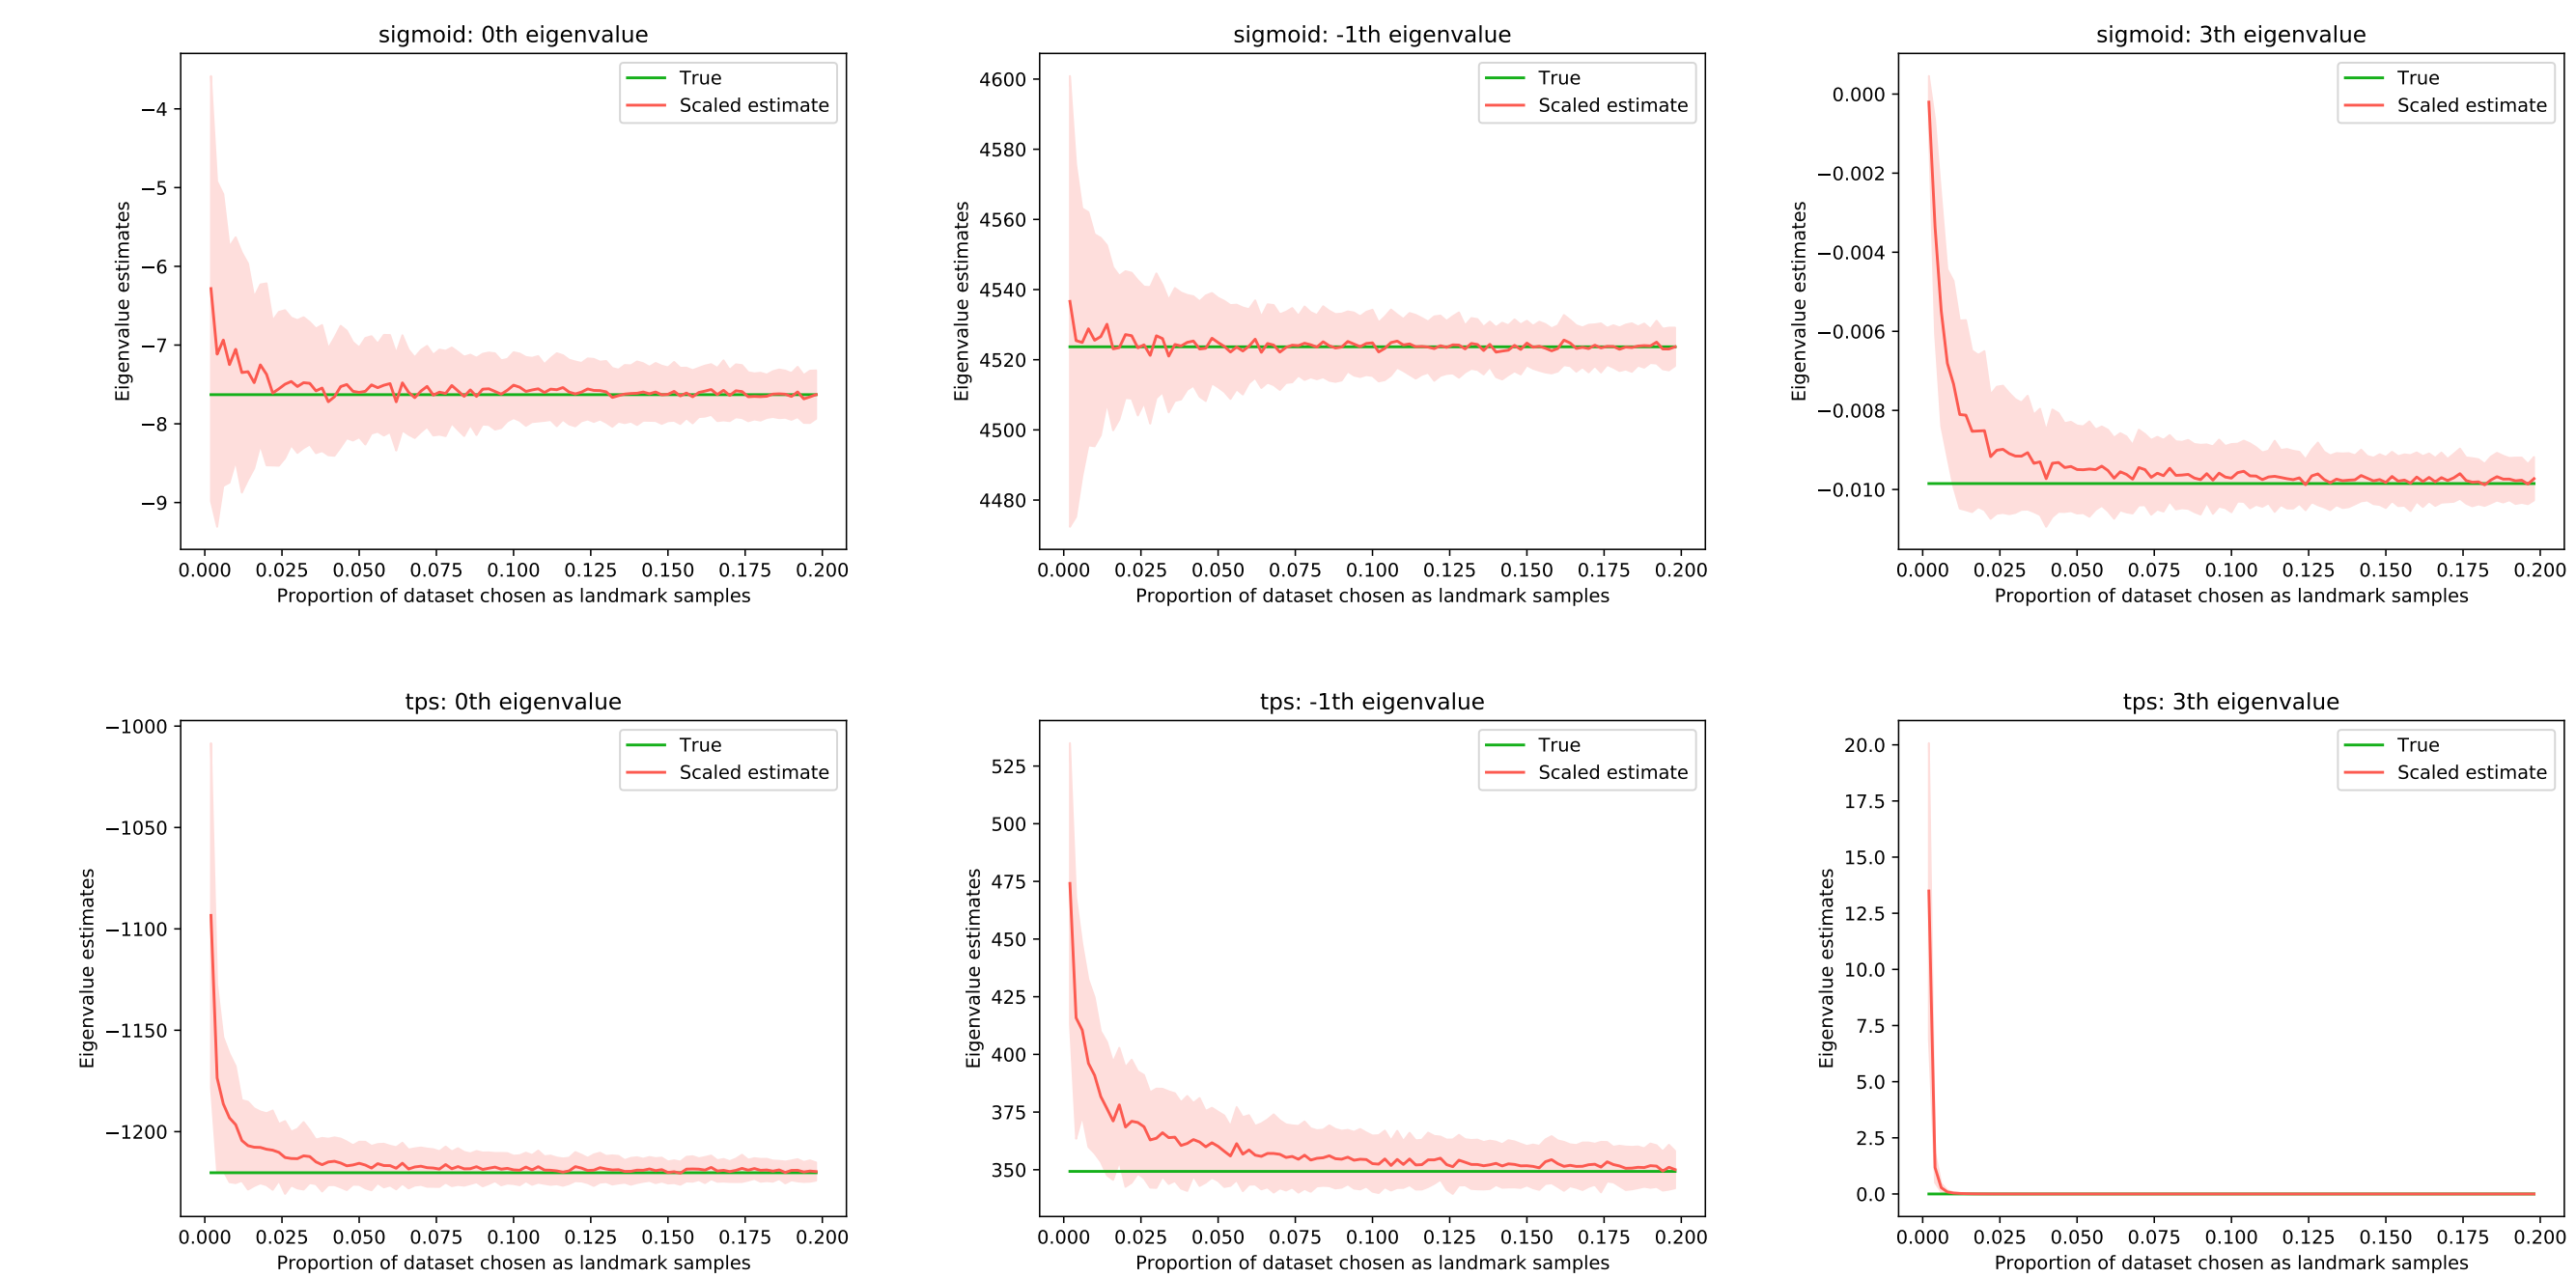 sigmoid: 0th eigenvalue
True
Scaled estimate
−4
−5
−6
−7
−8
−9
Eigenvalue estimates
0.000 0.025 0.050 0.075 0.100 0.125 0.150 0.175 0.200
Proportion of dataset chosen as landmark samples
sigmoid: -1th eigenvalue
True
Scaled estimate
4600
4580
4560
4540
4520
4500
4480
Eigenvalue estimates
0.000 0.025 0.050 0.075 0.100 0.125 0.150 0.175 0.200
Proportion of dataset chosen as landmark samples
sigmoid: 3th eigenvalue
True
Scaled estimate
0.000
−0.002
−0.004
−0.006
−0.008
−0.010
Eigenvalue estimates
0.000 0.025 0.050 0.075 0.100 0.125 0.150 0.175 0.200
Proportion of dataset chosen as landmark samples
tps: 0th eigenvalue
True
Scaled estimate
−1000
−1050
−1100
−1150
−1200
Eigenvalue estimates
0.000 0.025 0.050 0.075 0.100 0.125 0.150 0.175 0.200
Proportion of dataset chosen as landmark samples
tps: -1th eigenvalue
True
Scaled estimate
525
500
475
450
425
400
375
350
Eigenvalue estimates
0.000 0.025 0.050 0.075 0.100 0.125 0.150 0.175 0.200
Proportion of dataset chosen as landmark samples
tps: 3th eigenvalue
True
Scaled estimate
20.0
17.5
15.0
12.5
10.0
7.5
5.0
2.5
0.0
Eigenvalue estimates
0.000 0.025 0.050 0.075 0.100 0.125 0.150 0.175 0.200
Proportion of dataset chosen as landmark samples